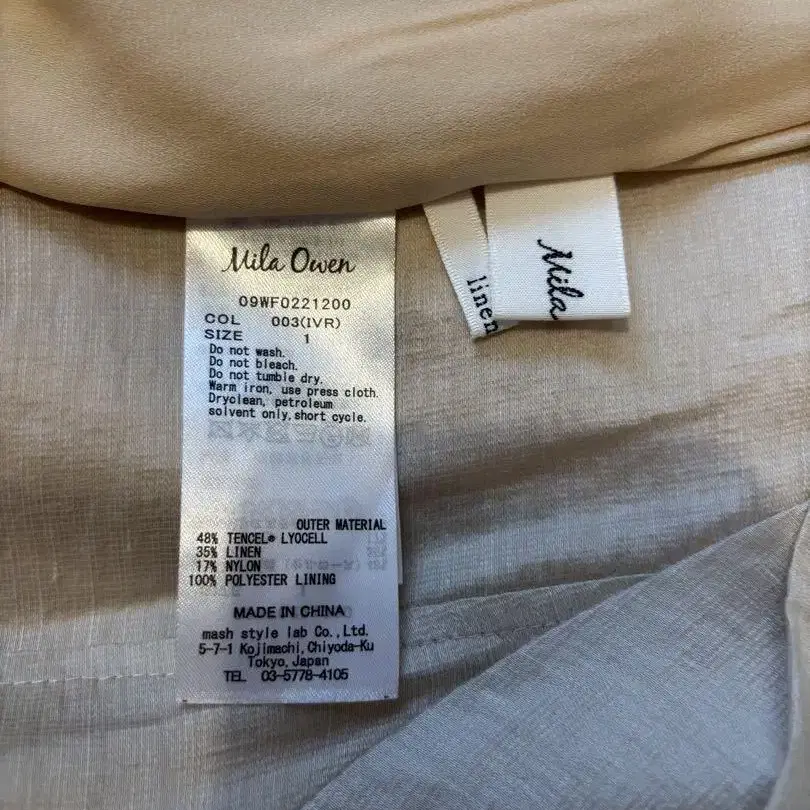 Mila Owen
09WF0221200
COL 003(IVR)
SIZE 1
Do not wash.
Do not bleach.
Do not tumble dry.
Warm iron, use press cloth.
Dryclean, petroleum
solvent only, short cycle.
OUTER MATERIAL
48% TENCEL® LYOCELL
35% LINEN
17% NYLON
100% POLYESTER LINING
MADE IN CHINA
mash style lab Co., Ltd.
5-7-1 Kojimachi, Chiyoda-Ku
Tokyo, Japan
TEL 03-5778-4105
linen
Mila